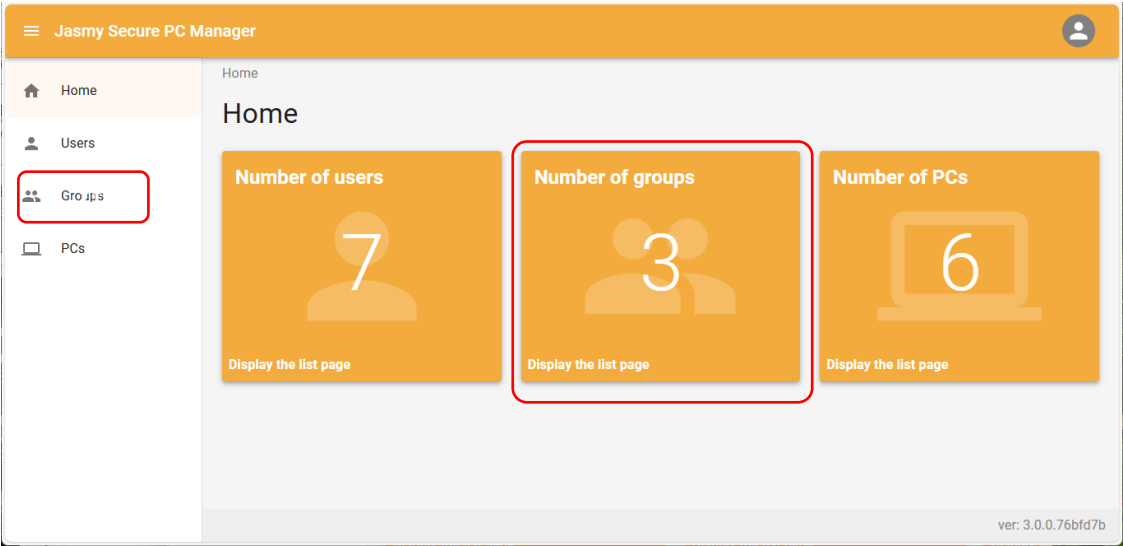 Jasmy Secure PC Manager
Home
Users
Groups
PCs
Home
Home
Number of users
7
Display the list page
Number of groups
3
Display the list page
Number of PCs
6
Display the list page
ver: 3.0.0.76bfd7b